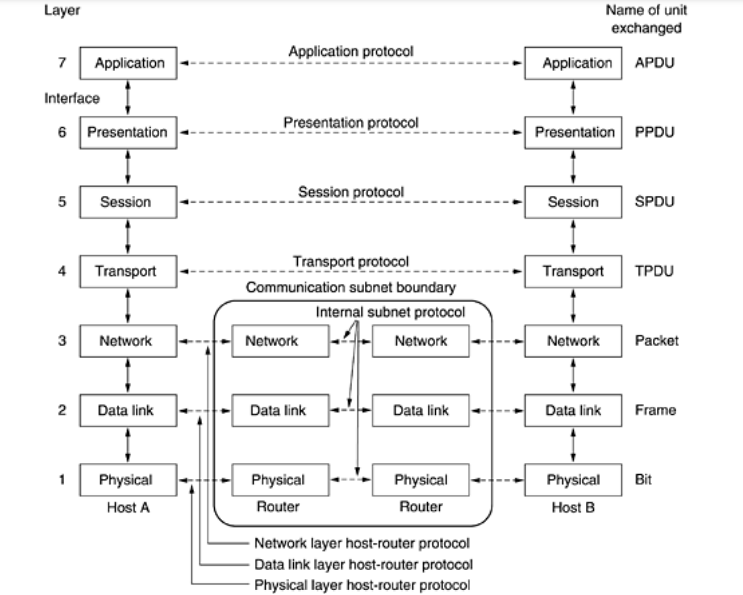 Layer
Name of unit
exchanged
Application protocol
7 Application Application APDU
Interface
Presentation protocol
6 Presentation Presentation PPDU
Session protocol
5 Session Session SPDU
Transport protocol
4 Transport Transport TPDU
Communication subnet boundary
Internal subnet protocol
3 Network Network Network Network Packet
2 Data link Data link Data link Data link Frame
1 Physical Physical Physical Physical Bit
Host A Router Router Host B
Network layer host-router protocol
Data link layer host-router protocol
Physical layer host-router protocol